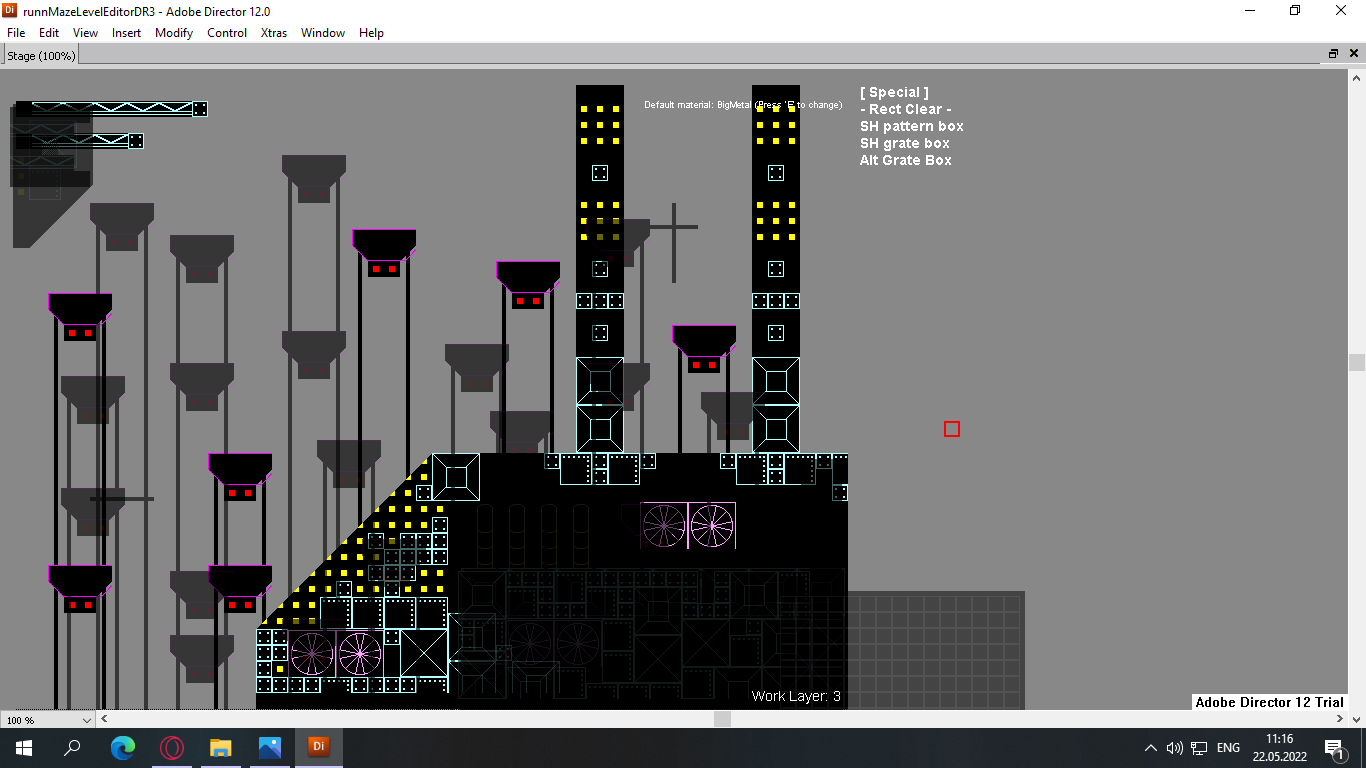 runnMazeLevelEditorDR3 - Adobe Director 12.0
File Edit View Insert Modify Control Xtras Window Help
Stage (100%)
Default material: BigMetal (Press 'E' to change)
[ Special ]
- Rect Clear -
SH pattern box
SH grate box
Alt Grate Box
Work Layer: 3
Adobe Director 12 Trial
100 %
Di
ENG
11:16
22.05.2022
1